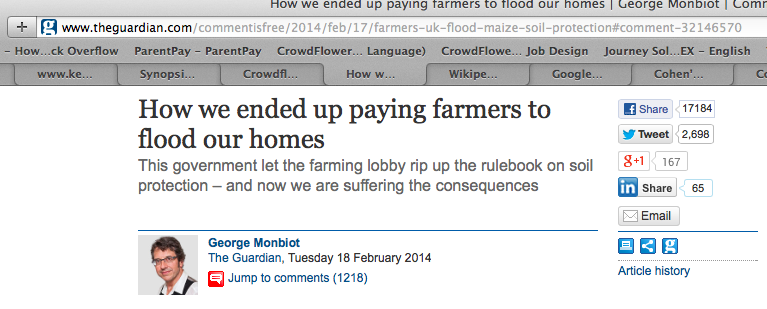 How we ended up paying farmers to flood our homes | George Monbiot | Comm
www.theguardian.com/commentisfree/2014/feb/17/farmers-uk-flood-maize-soil-protection#comment-32146570
– How...ck Overflow ParentPay – ParentPay CrowdFlower... Language) CrowdFlowe... Job Design Journey Sol...EX – English
www.ke... Synopsi... Crowdfl... How w... Wikipe... Google... Cohen'... Co
How we ended up paying farmers to
flood our homes
This government let the farming lobby rip up the rulebook on soil
protection – and now we are suffering the consequences
George Monbiot
The Guardian, Tuesday 18 February 2014
Jump to comments (1218)
f Share 17184
Tweet 2,698
g+1 167
in Share 65
Email
Article history